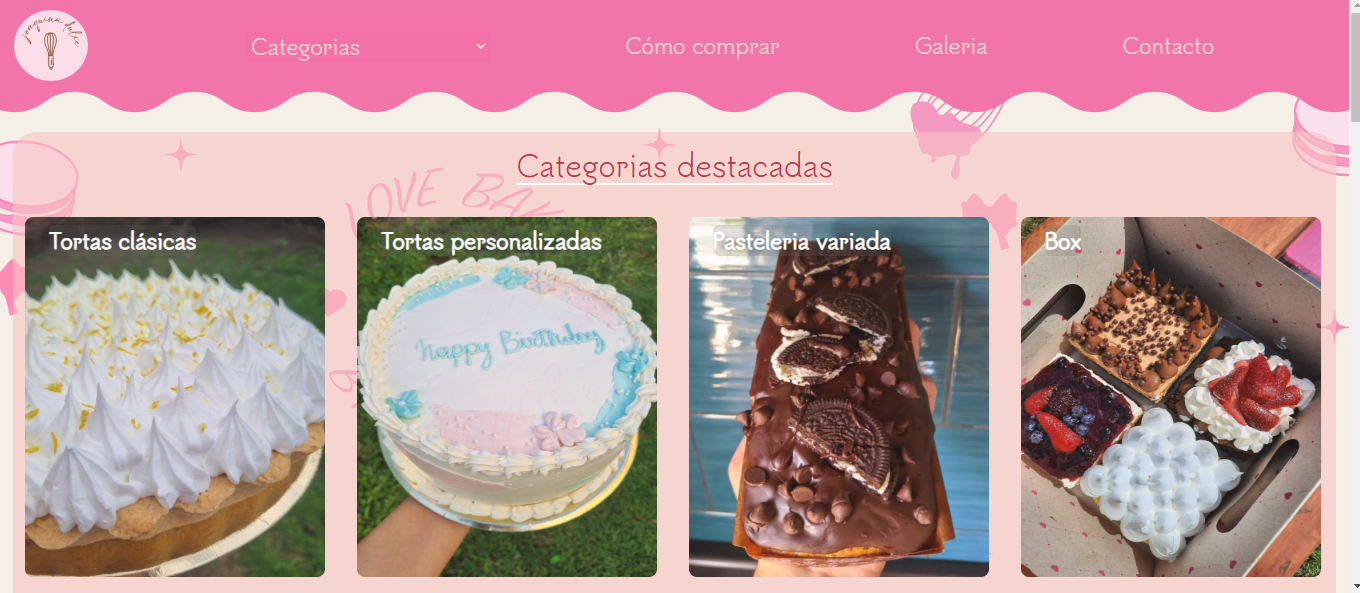 joaquina dulce
Categorias
Cómo comprar
Galeria
Contacto
Categorias destacadas
LOVE BAK
Tortas clásicas
Tortas personalizadas
Pasteleria variada
Box
happy Birthday